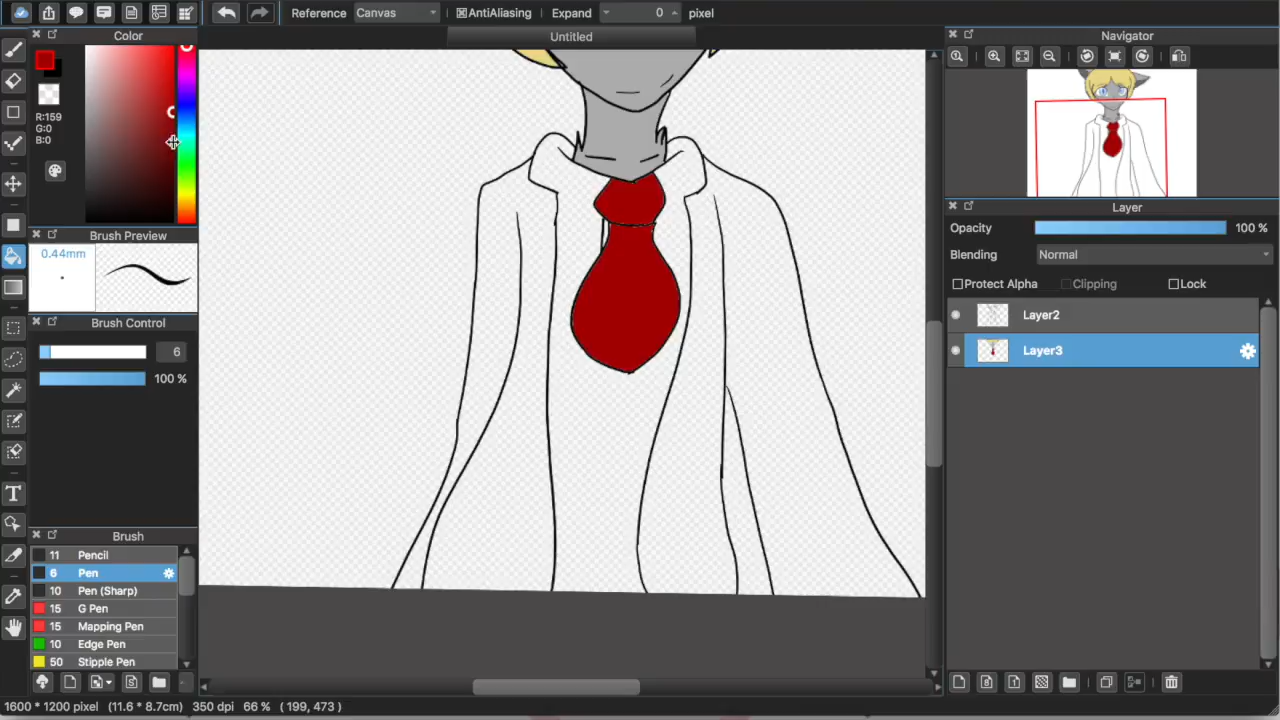 Reference Canvas AntiAliasing Expand 0 pixel
Untitled
Color
R:159
G:0
B:0
Brush Preview
0.44mm
Brush Control
6
100 %
Brush
11 Pencil
6 Pen
10 Pen (Sharp)
15 G Pen
15 Mapping Pen
10 Edge Pen
50 Stipple Pen
Navigator
Layer
Opacity 100 %
Blending Normal
Protect Alpha Clipping Lock
Layer2
Layer3
1600 * 1200 pixel (11.6 * 8.7cm) 350 dpi 66 % ( 199, 473 )